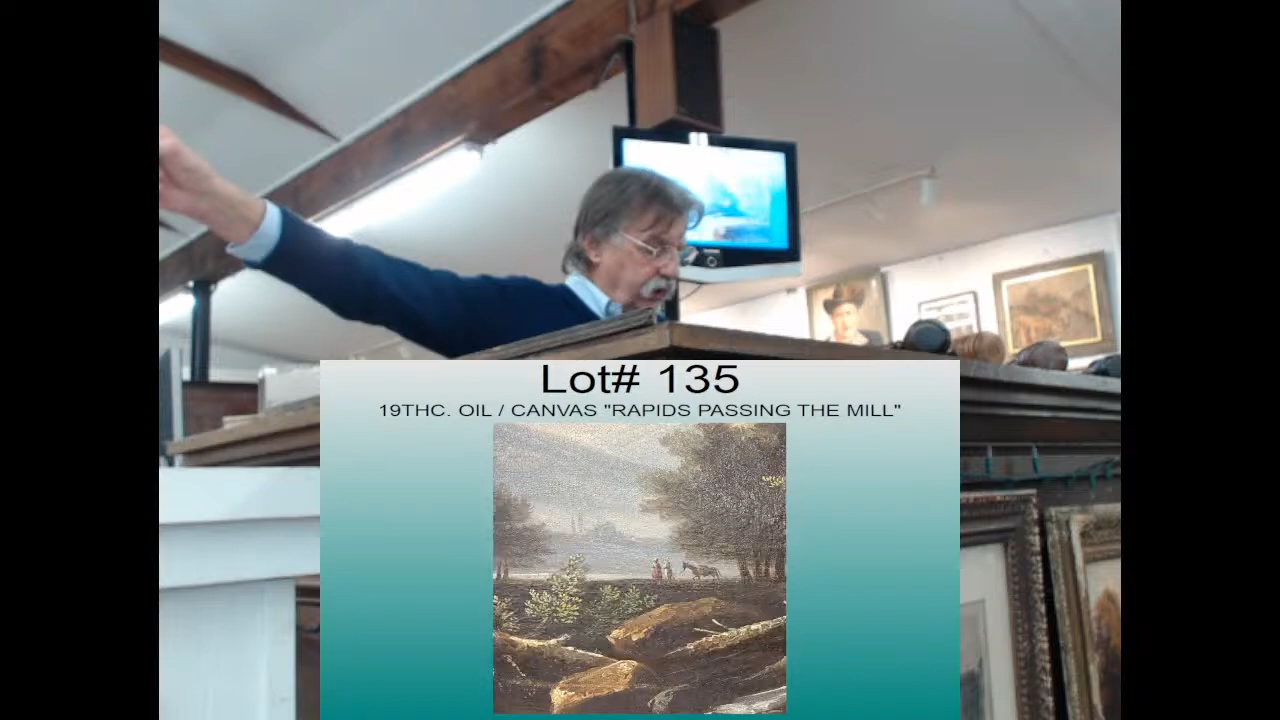 Lot# 135
19THC. OIL / CANVAS "RAPIDS PASSING THE MILL"